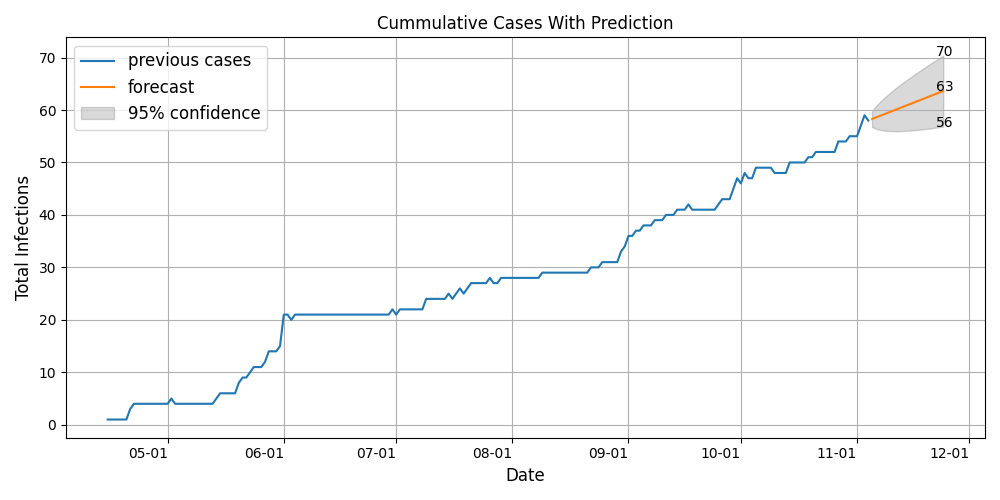 Cummulative Cases With Prediction
previous cases
forecast
95% confidence
70
63
56
Total Infections
70
60
50
40
30
20
10
0
05-01 06-01 07-01 08-01 09-01 10-01 11-01 12-01
Date